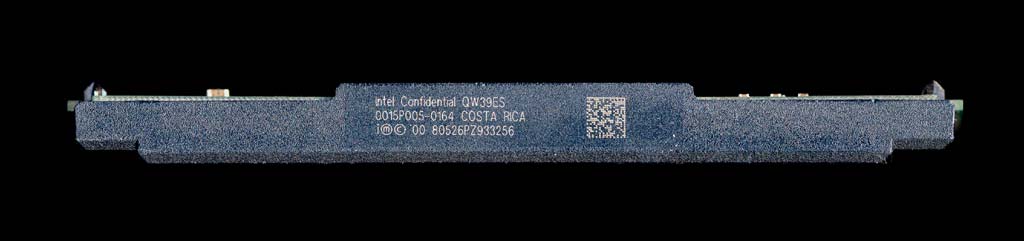 intel Confidential QW39ES
0015P005-0164 COSTA RICA
i ⓜ © '00 80526PZ933256